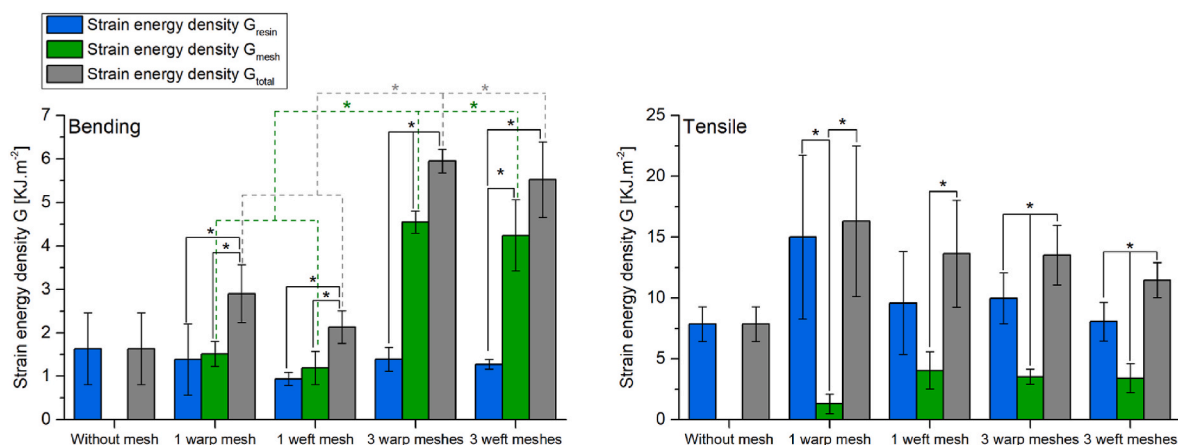 Strain energy density G resin
Strain energy density G mesh
Strain energy density G total
Bending
Strain energy density G [KJ.m-2]
7
6
5
4
3
2
1
0
* * * *
* *
* *
* *
* *
Without mesh 1 warp mesh 1 weft mesh 3 warp meshes 3 weft meshes
Tensile
Strain energy density G [KJ.m-2]
25
20
15
10
5
0
* *
*
*
*
Without mesh 1 warp mesh 1 weft mesh 3 warp meshes 3 weft meshes